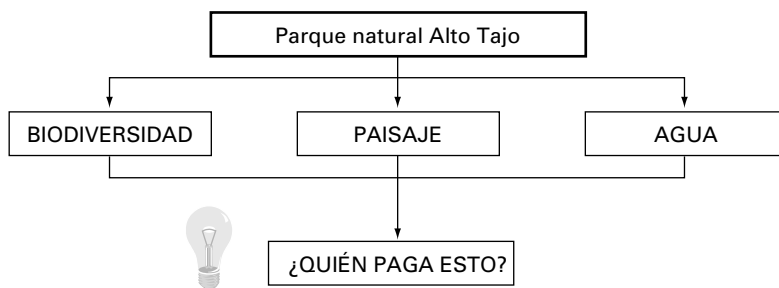 Parque natural Alto Tajo
BIODIVERSIDAD
PAISAJE
AGUA
¿QUIÉN PAGA ESTO?